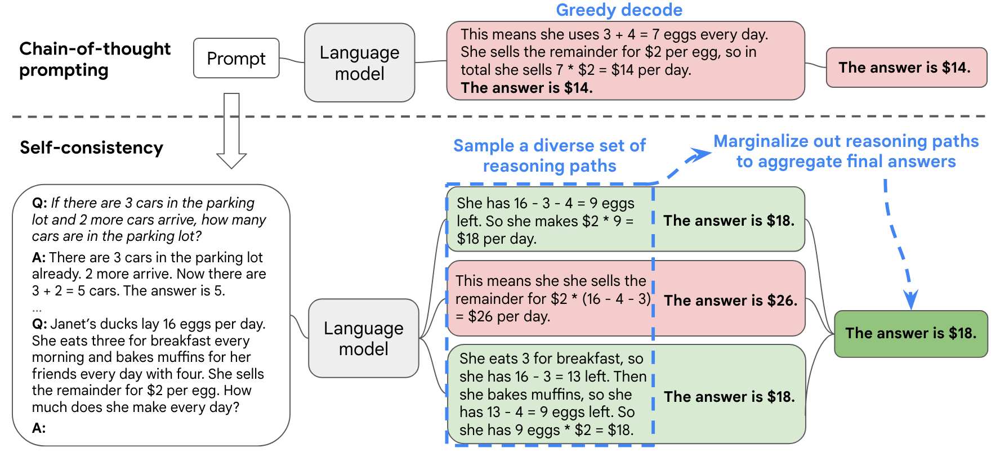 Greedy decode
Chain-of-thought
prompting
Prompt
Language
model
This means she uses 3 + 4 = 7 eggs every day.
She sells the remainder for $2 per egg, so in
total she sells 7 * $2 = $14 per day.
The answer is $14.
The answer is $14.
Self-consistency
Sample a diverse set of
reasoning paths
Marginalize out reasoning paths
to aggregate final answers
Q: If there are 3 cars in the parking
lot and 2 more cars arrive, how many
cars are in the parking lot?
A: There are 3 cars in the parking lot
already. 2 more arrive. Now there are
3 + 2 = 5 cars. The answer is 5.
...
Q: Janet’s ducks lay 16 eggs per day.
She eats three for breakfast every
morning and bakes muffins for her
friends every day with four. She sells
the remainder for $2 per egg. How
much does she make every day?
A:
Language
model
She has 16 - 3 - 4 = 9 eggs
left. So she makes $2 * 9 =
$18 per day.
The answer is $18.
This means she she sells the
remainder for $2 * (16 - 4 - 3)
= $26 per day.
The answer is $26.
She eats 3 for breakfast, so
she has 16 - 3 = 13 left. Then
she bakes muffins, so she
has 13 - 4 = 9 eggs left. So
she has 9 eggs * $2 = $18.
The answer is $18.
The answer is $18.